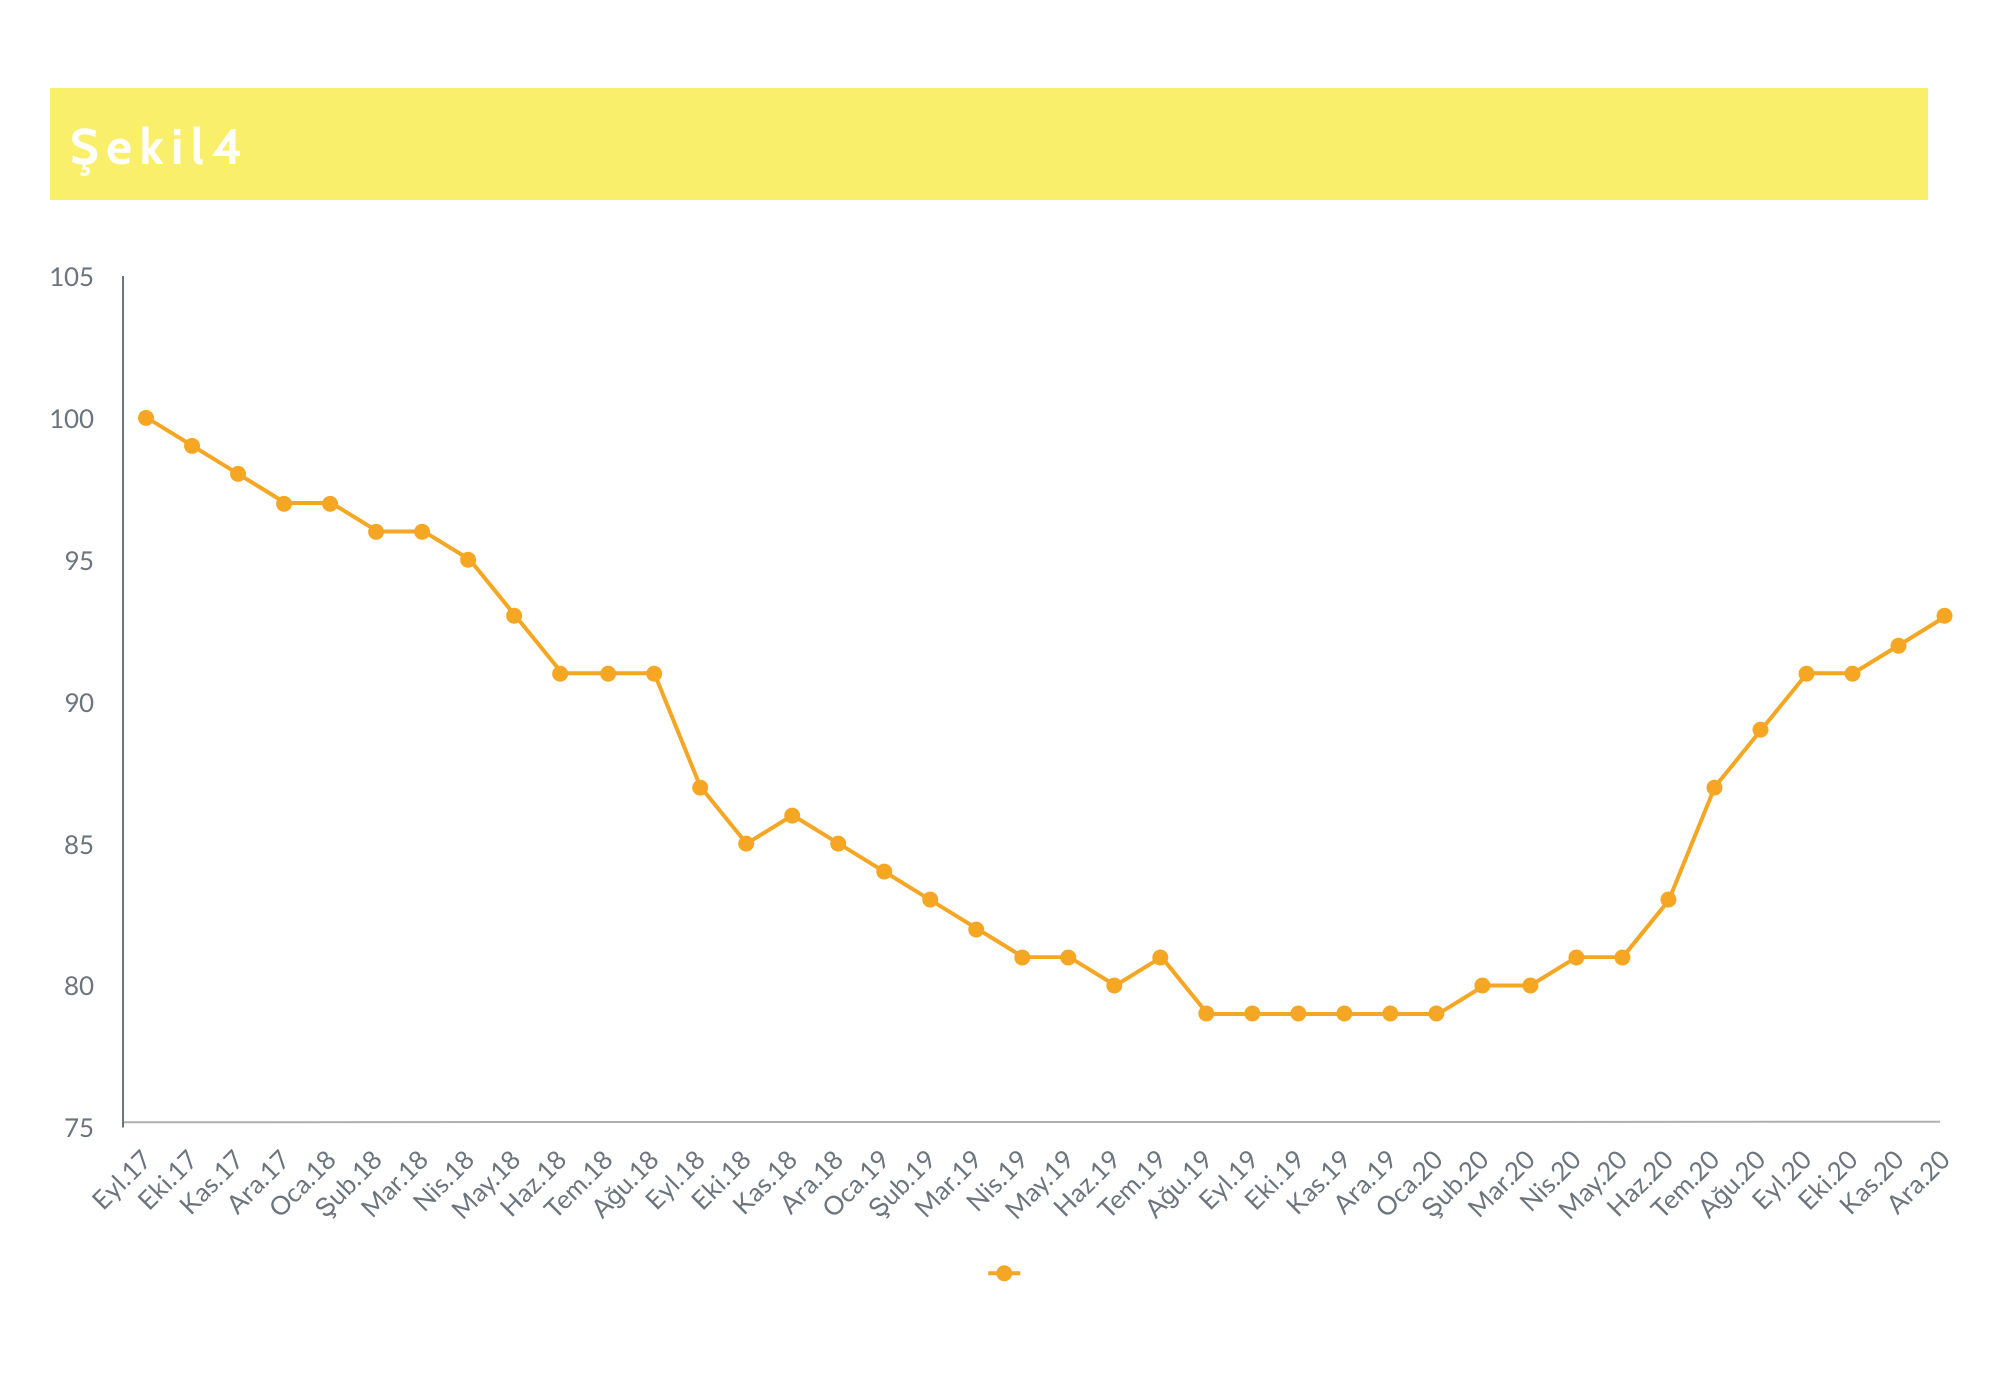 Şekil4
105
100
95
90
85
80
75
Eyl.17
Eki.17
Kas.17
Ara.17
Oca.18
Şub.18
Mar.18
Nis.18
May.18
Haz.18
Tem.18
Ağu.18
Eyl.18
Eki.18
Kas.18
Ara.18
Oca.19
Şub.19
Mar.19
Nis.19
May.19
Haz.19
Tem.19
Ağu.19
Eyl.19
Eki.19
Kas.19
Ara.19
Oca.20
Şub.20
Mar.20
Nis.20
May.20
Haz.20
Tem.20
Ağu.20
Eyl.20
Eki.20
Kas.20
Ara.20